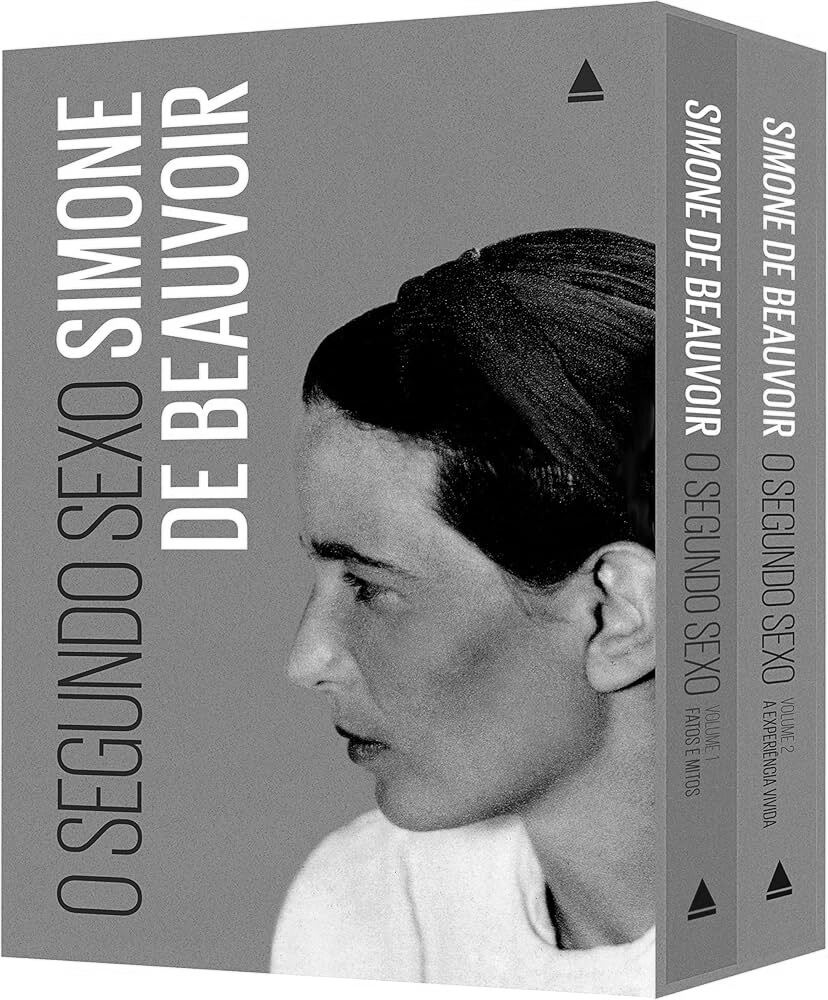 O SEGUNDO SEXO SIMONE
DE BEAUVOIR
SIMONE DE BEAUVOIR O SEGUNDO SEXO VOLUME 1
FATOS E MITOS
SIMONE DE BEAUVOIR O SEGUNDO SEXO VOLUME 2
A EXPERIÊNCIA VIVIDA